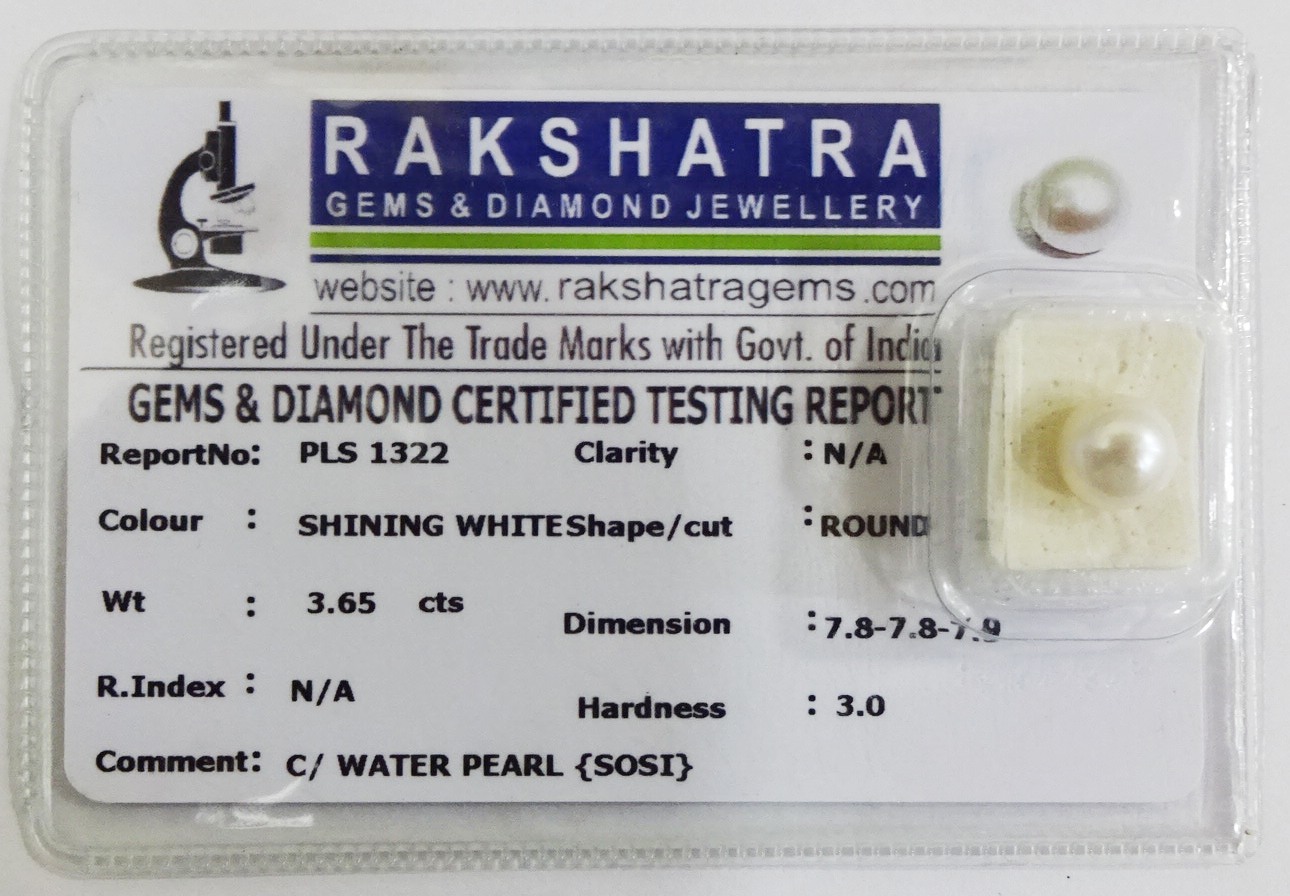 RAKSHATRA
GEMS & DIAMOND JEWELLERY
website : www. rakshatragems .com
Registered Under The Trade Marks with Govt. of India
GEMS & DIAMOND CERTIFIED TESTING REPORT
ReportNo: PLS 1322 Clarity : N/A
Colour : SHINING WHITE Shape/cut : ROUND
Wt : 3.65 cts
Dimension : 7.8-7.8-7.9
R.Index : N/A
Hardness : 3.0
Comment: C/ WATER PEARL {SOSI}